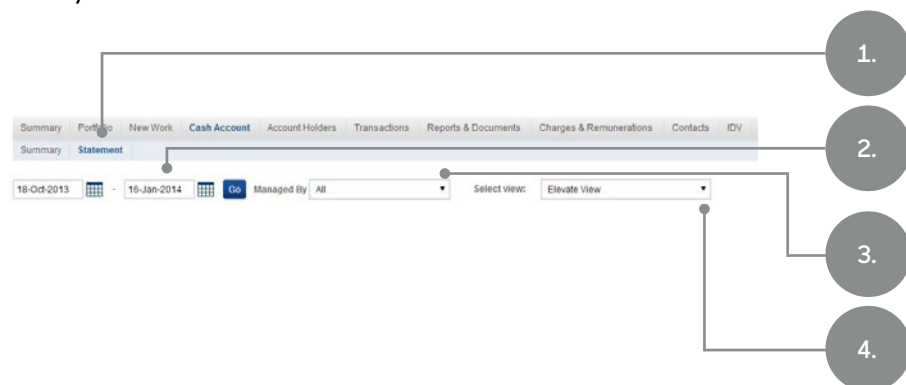 1.
Summary Portfolio New Work Cash Account Account Holders Transactions Reports & Documents Charges & Remunerations Contacts IDV
Summary Statement
2.
18-Oct-2013 - 16-Jan-2014 Go Managed By All Select view: Elevate View
3.
4.